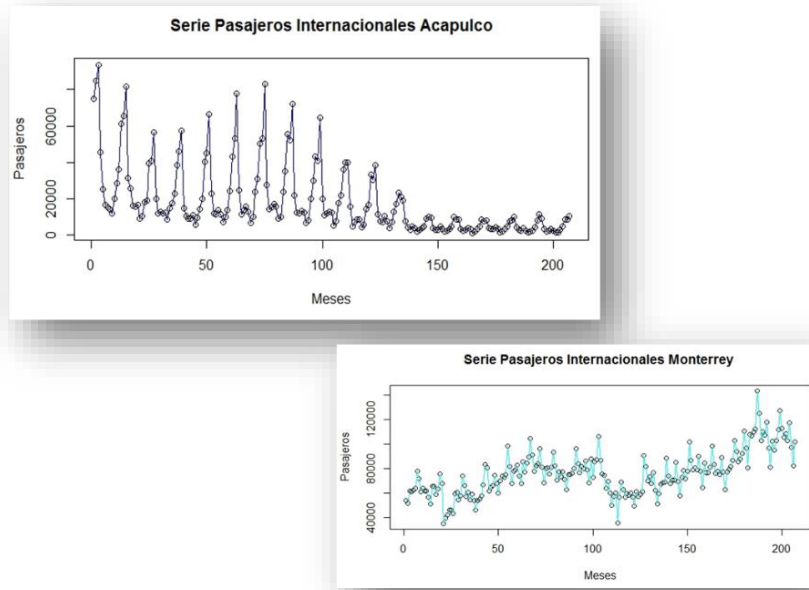 Serie Pasajeros Internacionales Acapulco
Pasajeros
60000
20000
0
0 50 100 150 200
Meses
Serie Pasajeros Internacionales Monterrey
Pasajeros
120000
80000
40000
0 50 100 150 200
Meses